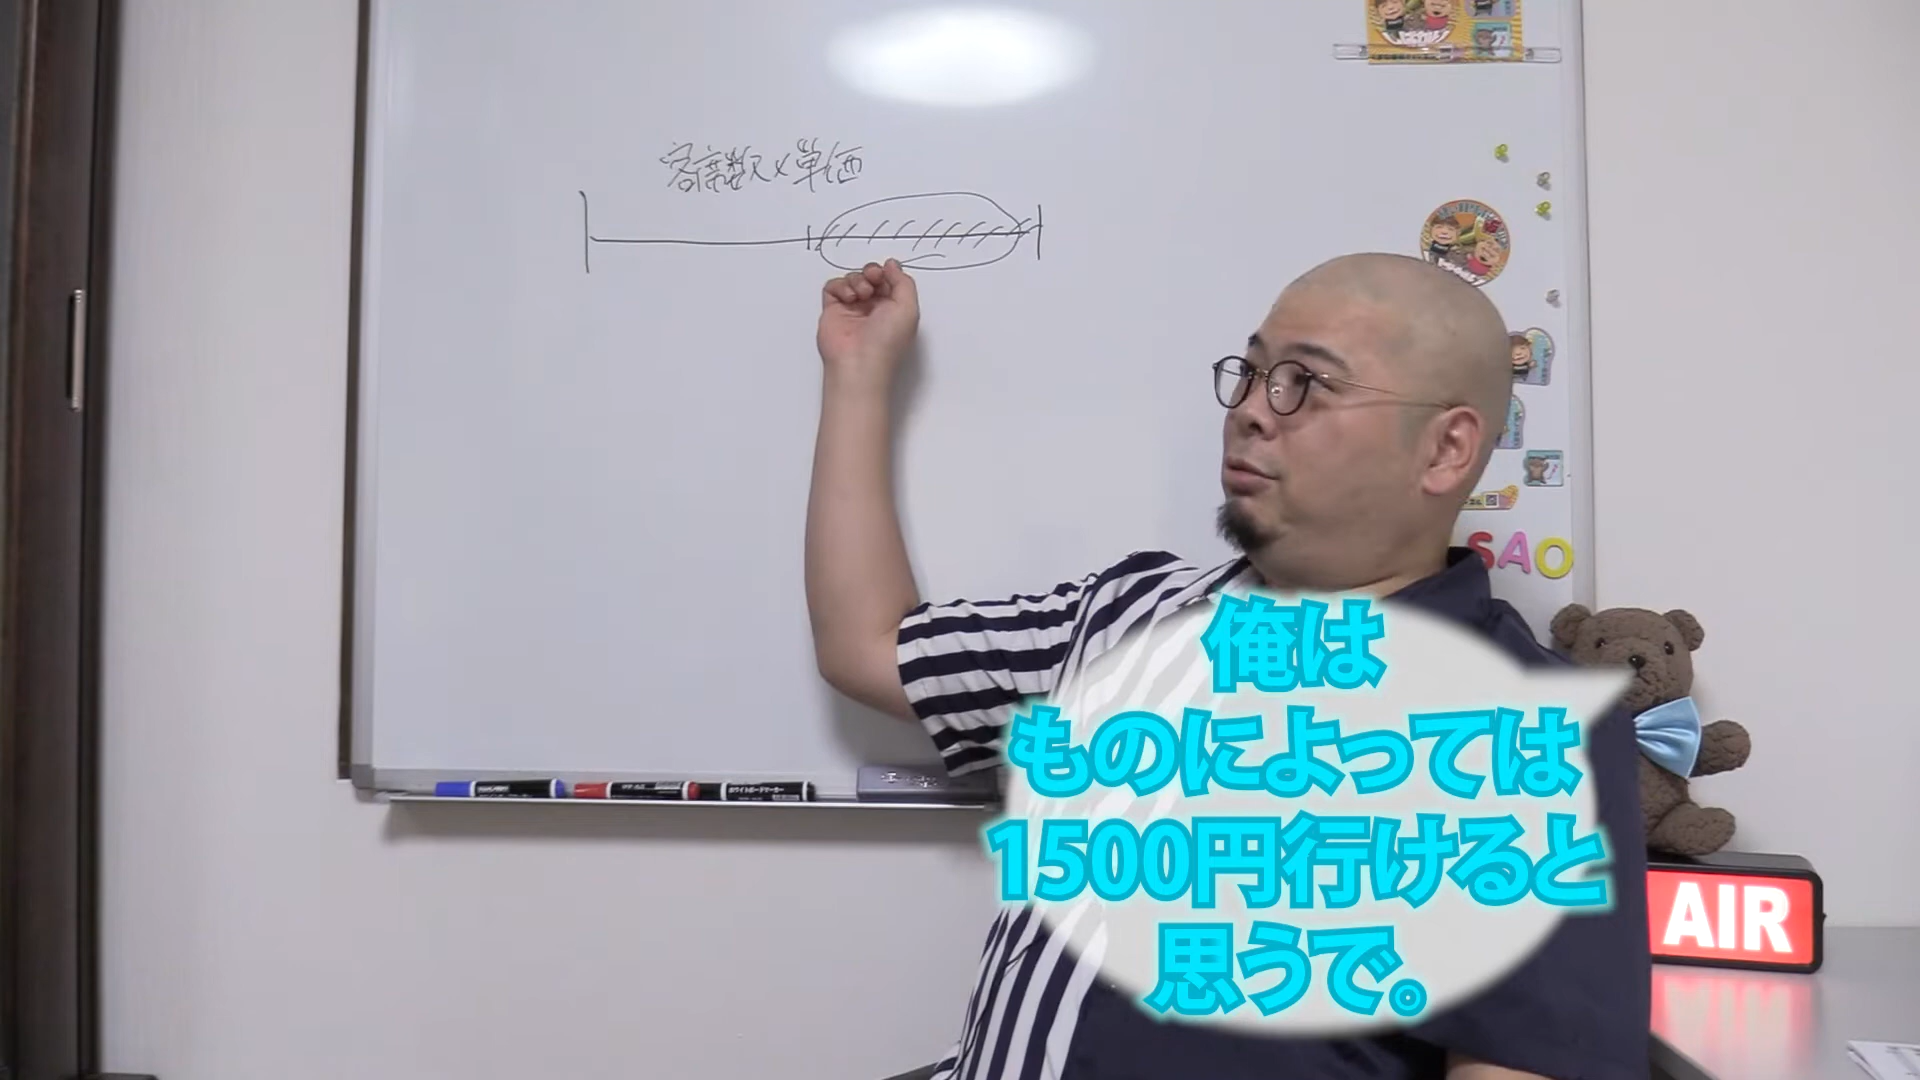 客席数×単価
SAO
俺は
ものによっては
1500円行けると
思うで。
AIR